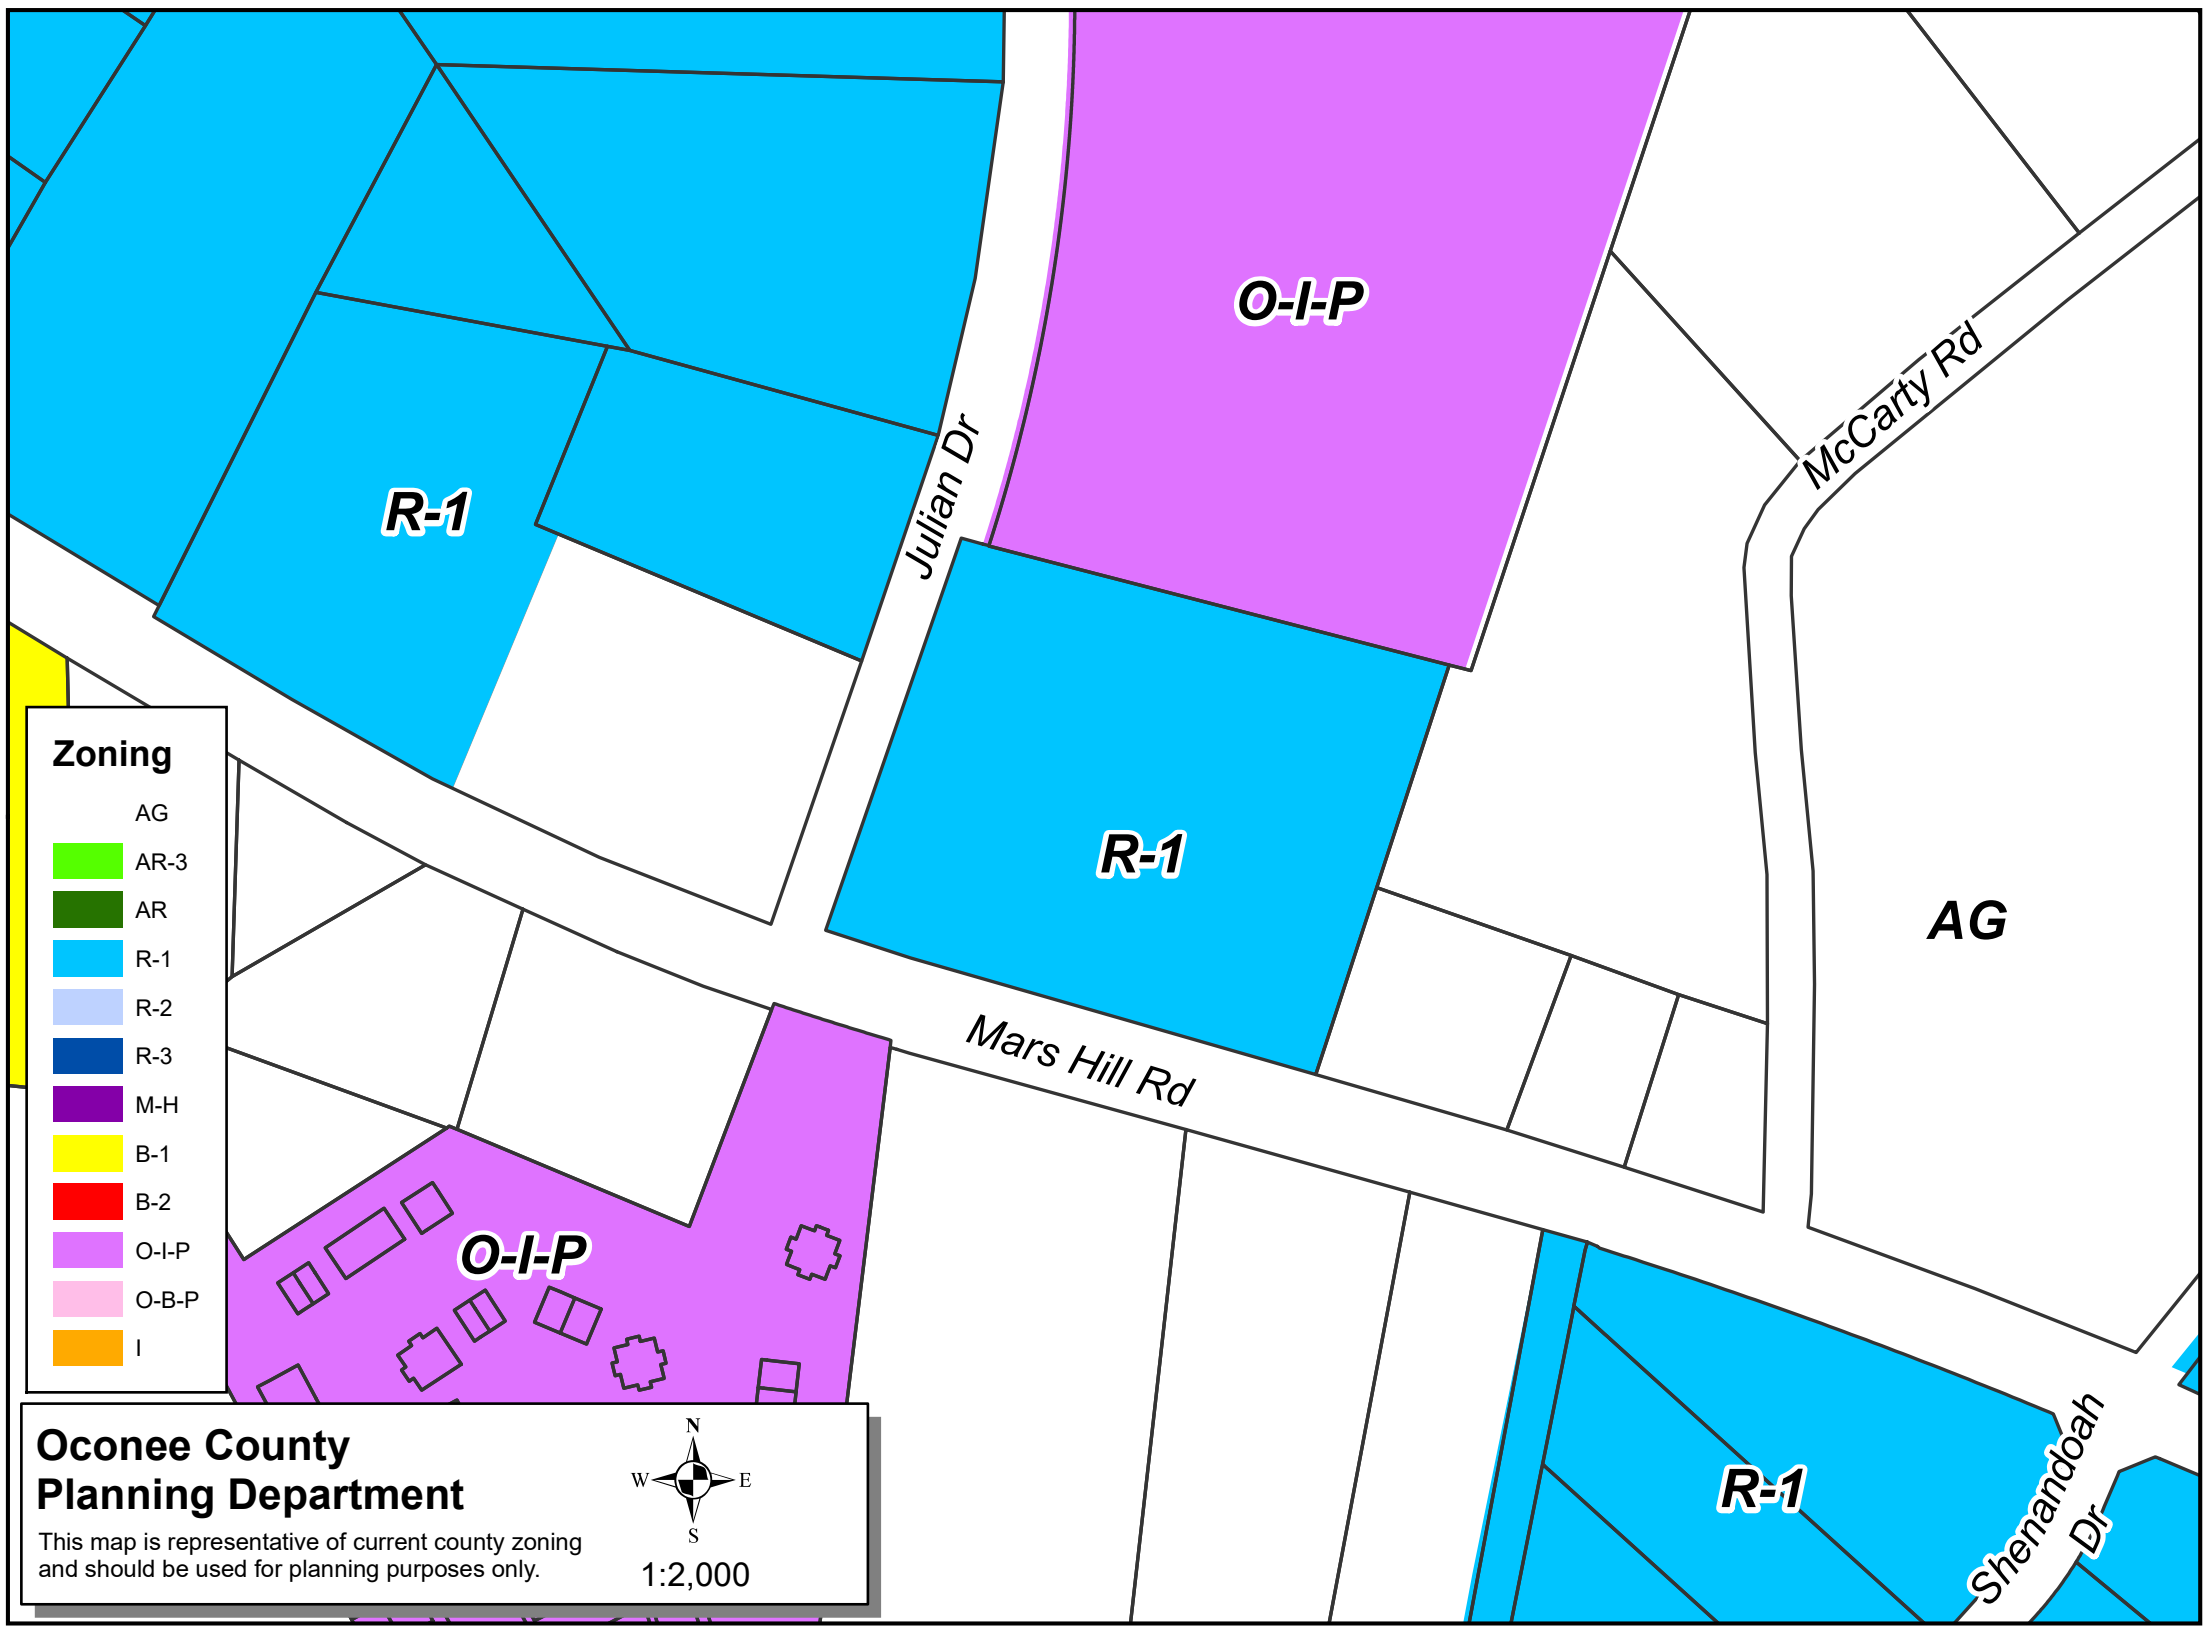 O-I-P
McCarty Rd
Julian Dr
R-1
R-1
AG
Mars Hill Rd
O-I-P
R-1
Shenandoah
Dr
Zoning
AG
AR-3
AR
R-1
R-2
R-3
M-H
B-1
B-2
O-I-P
O-B-P
I
Oconee County
Planning Department
This map is representative of current county zoning
and should be used for planning purposes only.
N
W E
S
1:2,000